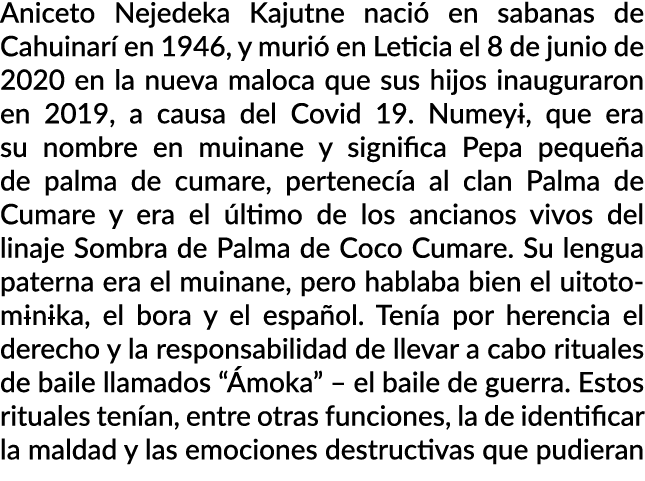 Aniceto Nejedeka Kajutne nació en sabanas de
Cahuinarí en 1946, y murió en Leticia el 8 de junio de
2020 en la nueva maloca que sus hijos inauguraron
en 2019, a causa del Covid 19. Numeyɨ, que era
su nombre en muinane y significa Pepa pequeña
de palma de cumare, pertenecía al clan Palma de
Cumare y era el último de los ancianos vivos del
linaje Sombra de Palma de Coco Cumare. Su lengua
paterna era el muinane, pero hablaba bien el uitoto-
mɨnɨka, el bora y el español. Tenía por herencia el
derecho y la responsabilidad de llevar a cabo rituales
de baile llamados “Ámoka” – el baile de guerra. Estos
rituales tenían, entre otras funciones, la de identificar
la maldad y las emociones destructivas que pudieran